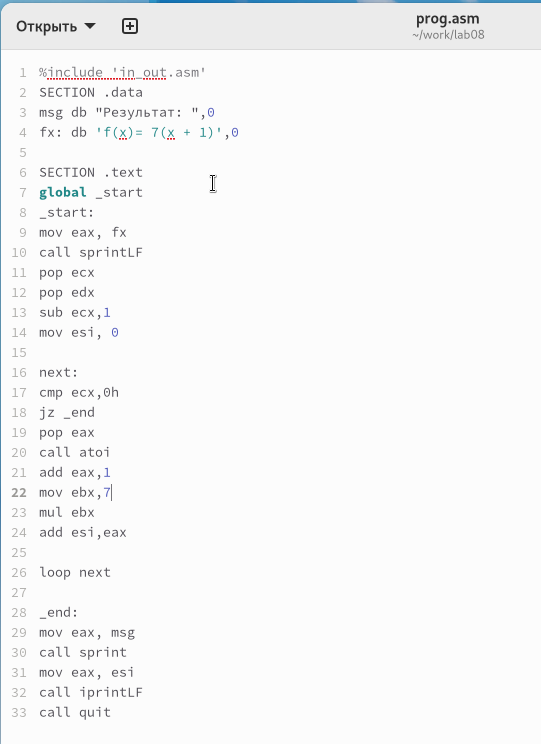 Открыть
prog.asm
~/work/lab08
1 %include 'in_out.asm'
2 SECTION .data
3 msg db "Результат: ",0
4 fx: db 'f(x)= 7(x + 1)',0
5
6 SECTION .text
7 global _start
8 _start:
9 mov eax, fx
10 call sprintLF
11 pop ecx
12 pop edx
13 sub ecx,1
14 mov esi, 0
15
16 next:
17 cmp ecx,0h
18 jz _end
19 pop eax
20 call atoi
21 add eax,1
22 mov ebx,7
23 mul ebx
24 add esi,eax
25
26 loop next
27
28 _end:
29 mov eax, msg
30 call sprint
31 mov eax, esi
32 call iprintLF
33 call quit